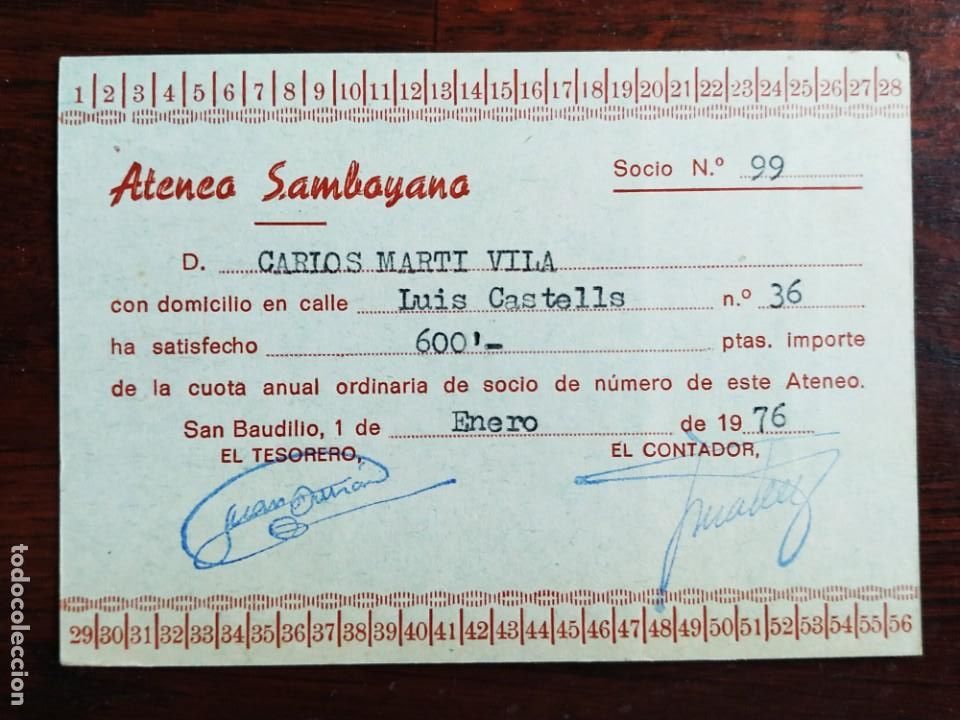 1|2|3|4|5|6|7|8|9|10|11|12|13|14|15|16|17|18|19|20|21|22|23|24|25|26|27|28
Ateneo Samboyano
Socio N.º 99
D. CARLOS MARTI VILA
con domicilio en calle Luis Castells n.º 36
ha satisfecho 600'- ptas. importe
de la cuota anual ordinaria de socio de número de este Ateneo.
San Baudilio, 1 de Enero de 1976
EL TESORERO,
EL CONTADOR,
29|30|31|32|33|34|35|36|37|38|39|40|41|42|43|44|45|46|47|48|49|50|51|52|53|54|55|56
todocoleccion